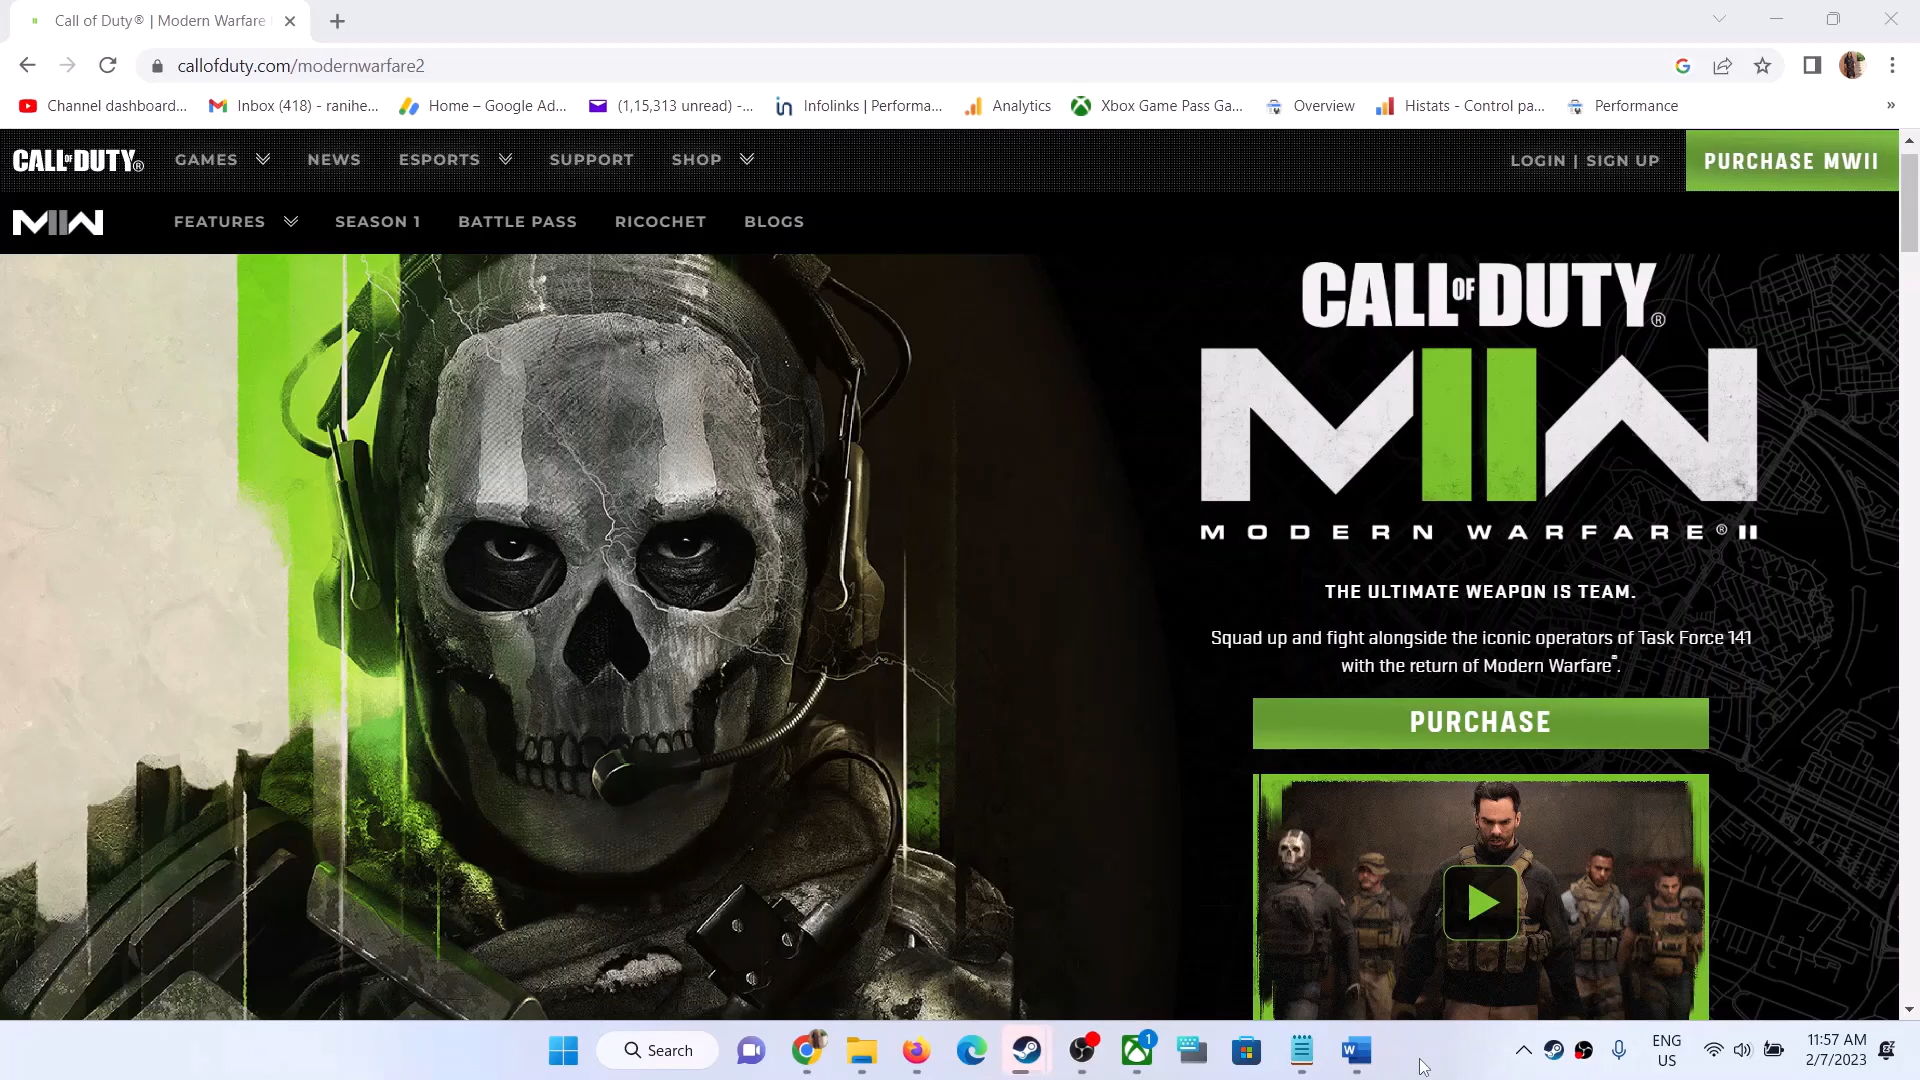 Call of Duty® | Modern Warfare
callofduty.com/modernwarfare2
Channel dashboard...
Inbox (418) - ranihe...
Home – Google Ad...
(1,15,313 unread) -...
Infolinks | Performa...
Analytics
Xbox Game Pass Ga...
Overview
Histats - Control pa...
Performance
»
CALL OF DUTY®
GAMES
NEWS
ESPORTS
SUPPORT
SHOP
LOGIN | SIGN UP
PURCHASE MWII
MIIW
FEATURES
SEASON 1
BATTLE PASS
RICOCHET
BLOGS
CALL OF DUTY®
MIIW
MODERN WARFARE® II
THE ULTIMATE WEAPON IS TEAM.
Squad up and fight alongside the iconic operators of Task Force 141
with the return of Modern Warfare™.
PURCHASE
Search
1
W
ENG
US
11:57 AM
2/7/2023